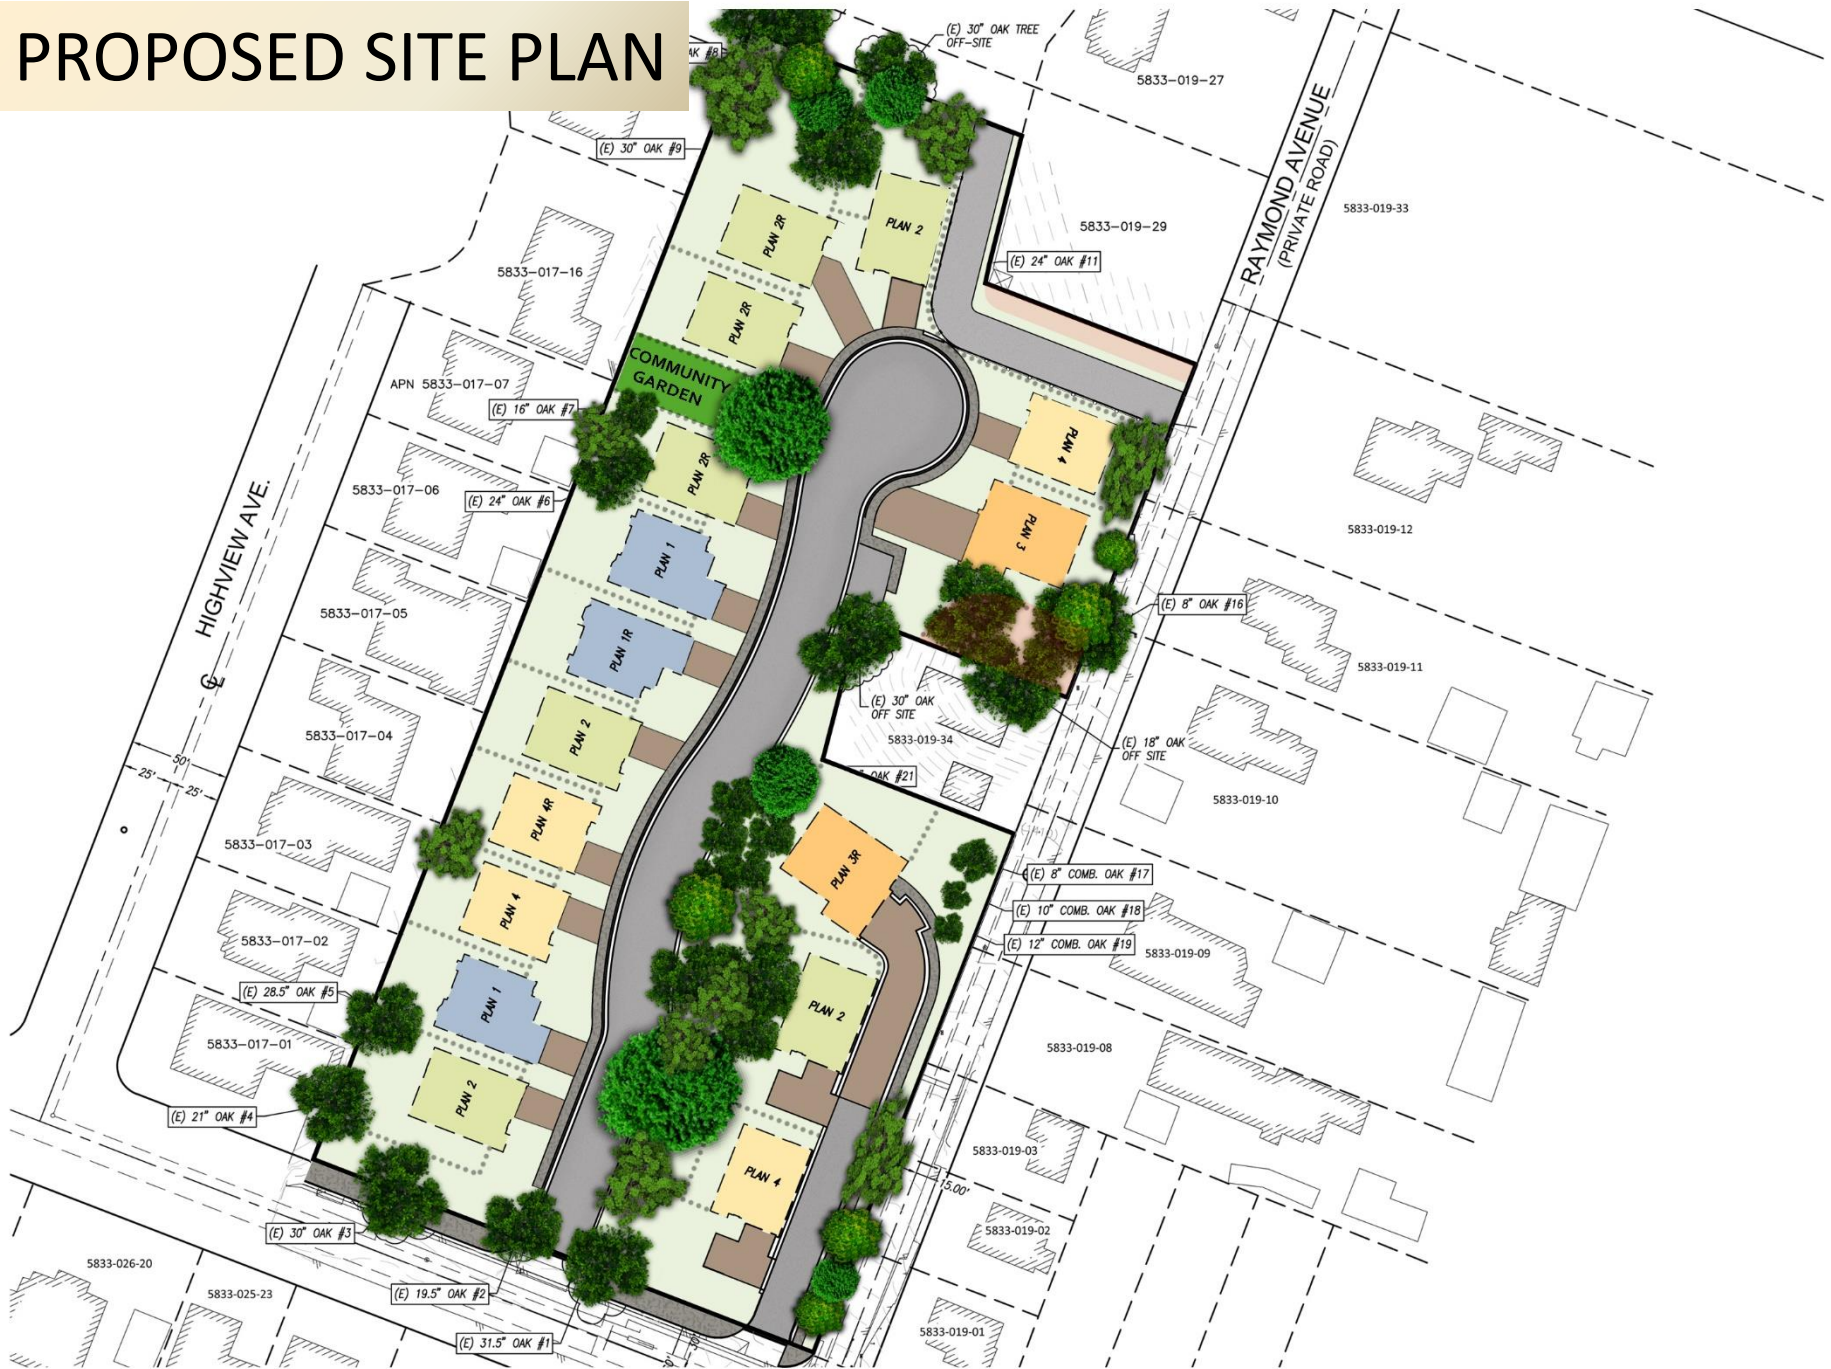 PROPOSED SITE PLAN
AK #8
(E) 30" OAK TREE
OFF-SITE
5833-019-27
(E) 30" OAK #9
RAYMOND AVENUE
(PRIVATE ROAD)
5833-019-33
5833-019-29
PLAN 2R
PLAN 2
(E) 24" OAK #11
5833-017-16
PLAN 2R
COMMUNITY
GARDEN
APN 5833-017-07
(E) 16" OAK #7
PLAN 4
PLAN 2R
5833-017-06
(E) 24" OAK #6
PLAN 3
5833-019-12
HIGHVIEW AVE.
PLAN 1
5833-017-05
(E) 8" OAK #16
PLAN 1R
5833-019-11
(E) 30" OAK
OFF SITE
5833-017-04
PLAN 2
5833-019-34
(E) 18" OAK
OFF SITE
50'
25'
25'
OAK #21
5833-019-10
PLAN 4R
5833-017-03
PLAN 3R
(E) 8" COMB. OAK #17
PLAN 4
(E) 10" COMB. OAK #18
5833-017-02
(E) 12" COMB. OAK #19
5833-019-09
(E) 28.5" OAK #5
PLAN 1
PLAN 2
5833-017-01
5833-019-08
PLAN 2
(E) 21" OAK #4
5833-019-03
PLAN 4
15.00'
(E) 30" OAK #3
5833-019-02
5833-026-20
5833-025-23
(E) 19.5" OAK #2
5833-019-01
(E) 31.5" OAK #1
30'